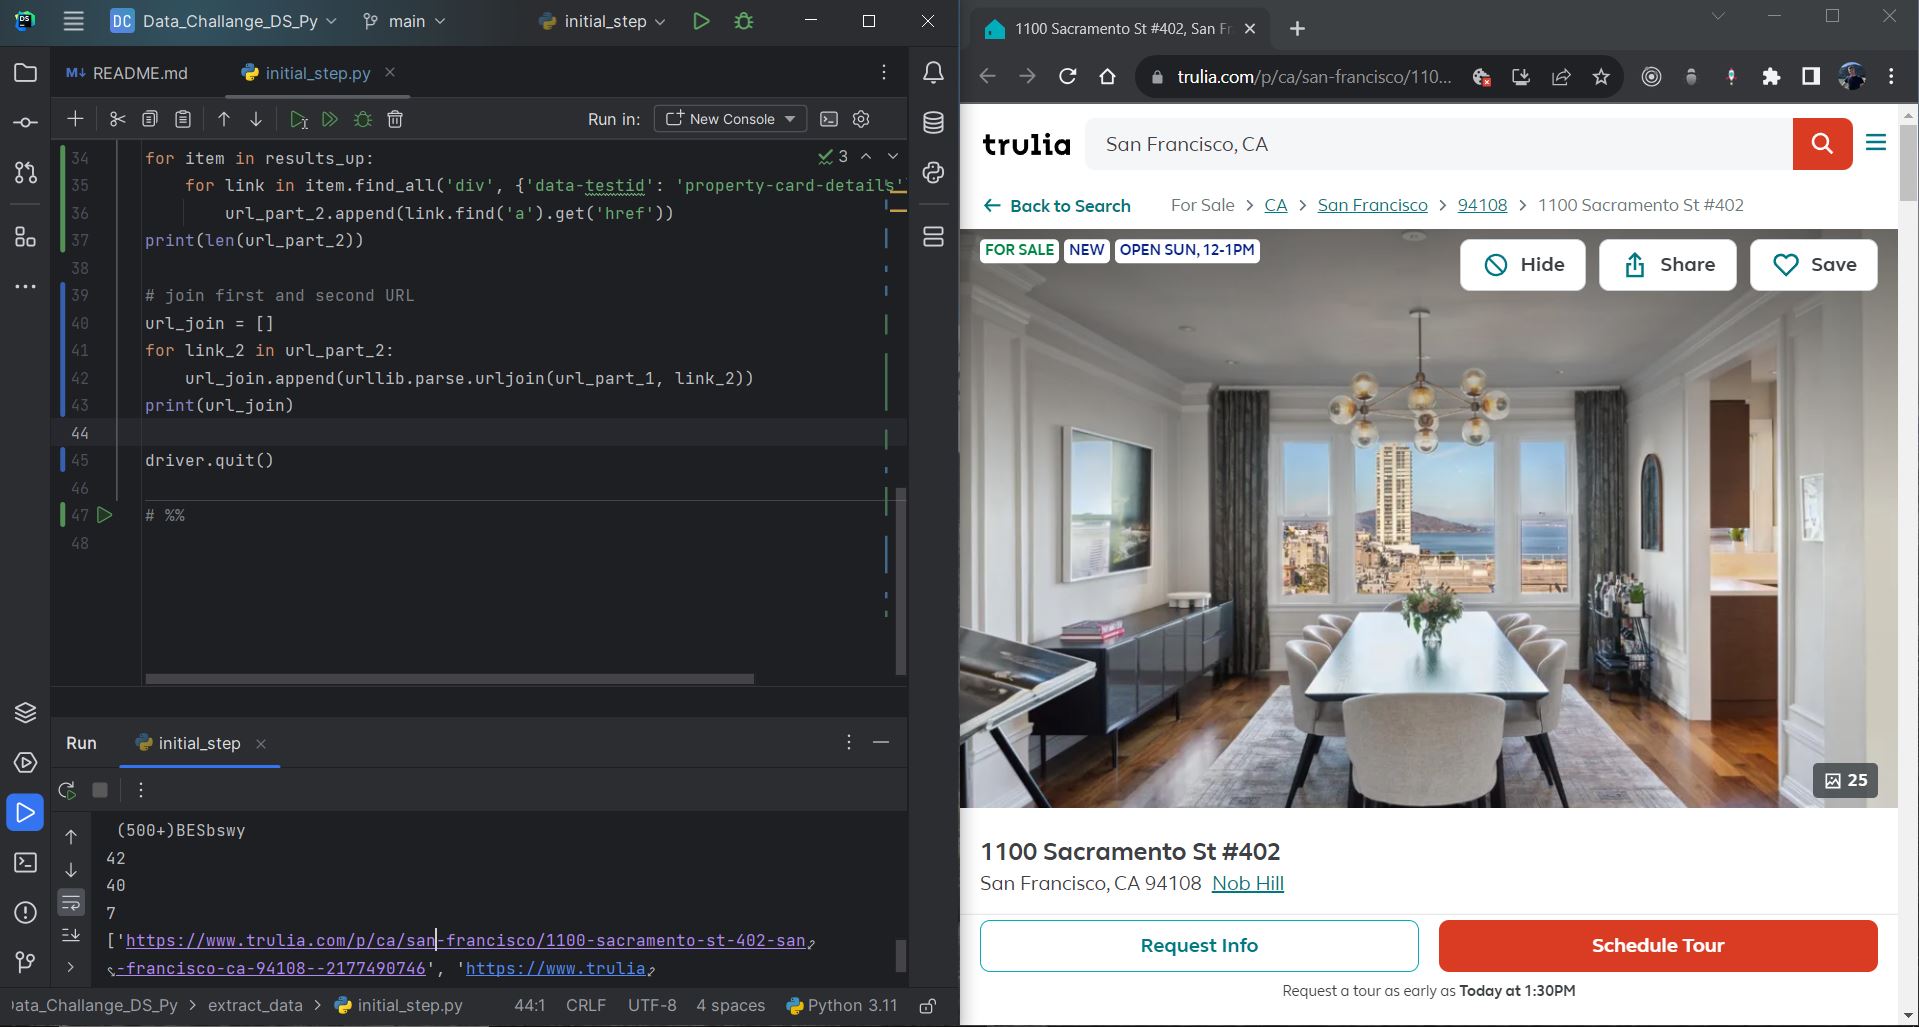 DC Data_Challange_DS_Py main initial_step
README.md
initial_step.py
Run in: New Console
34 for item in results_up:
3
35 for link in item.find_all('div', {'data-testid': 'property-card-details'
36 url_part_2.append(link.find('a').get('href'))
37 print(len(url_part_2))
38
39 # join first and second URL
40 url_join = []
41 for link_2 in url_part_2:
42 url_join.append(urllib.parse.urljoin(url_part_1, link_2))
43 print(url_join)
44
45 driver.quit()
46
47 # %%
48
Run initial_step
(500+)BESbswy
42
40
7
['https://www.trulia.com/p/ca/san-francisco/1100-sacramento-st-402-san
-francisco-ca-94108--2177490746', 'https://www.trulia
ata_Challange_DS_Py > extract_data > initial_step.py 44:1 CRLF UTF-8 4 spaces Python 3.11
1100 Sacramento St #402, San Fr
trulia.com/p/ca/san-francisco/110...
trulia
San Francisco, CA
Back to Search
For Sale > CA > San Francisco > 94108 > 1100 Sacramento St #402
FOR SALE NEW OPEN SUN, 12-1PM
Hide
Share
Save
25
1100 Sacramento St #402
San Francisco, CA 94108 Nob Hill
Request Info
Schedule Tour
Request a tour as early as Today at 1:30PM